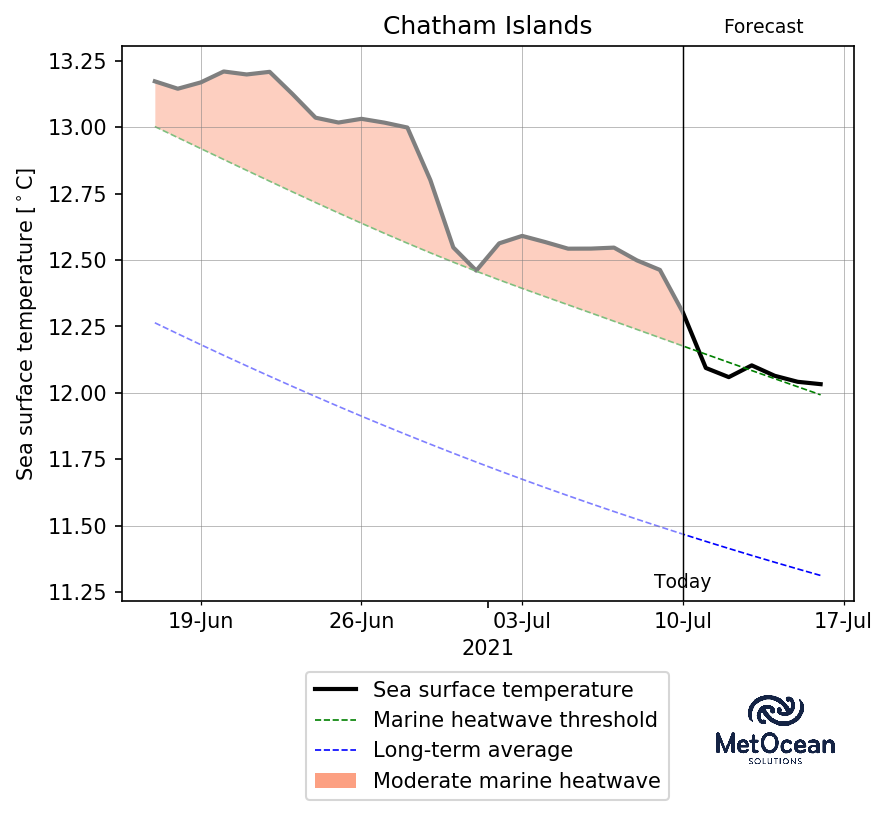 Chatham Islands
Forecast
Sea surface temperature [°C]
13.25
13.00
12.75
12.50
12.25
12.00
11.75
11.50
11.25
Today
19-Jun 26-Jun 03-Jul 10-Jul 17-Jul
2021
Sea surface temperature
Marine heatwave threshold
Long-term average
Moderate marine heatwave
MetOcean
SOLUTIONS